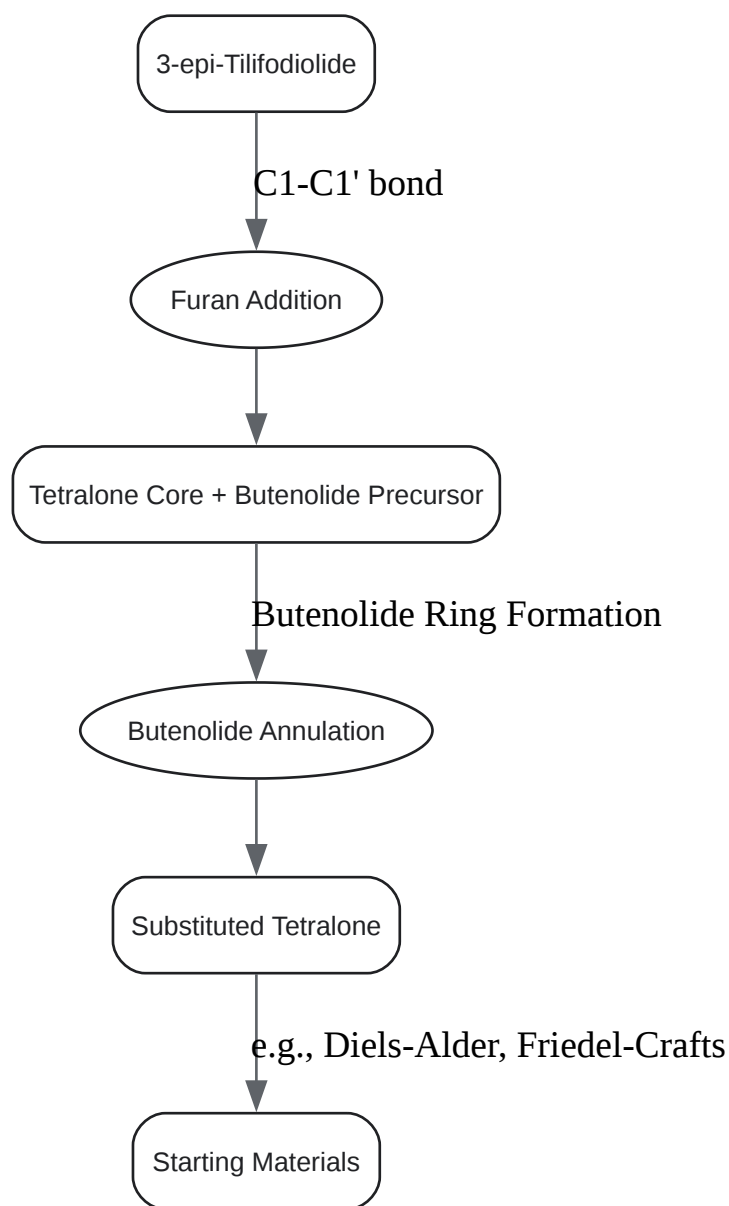 3-epi-Tilifodiolide
C1-C1' bond
Furan Addition
Tetralone Core + Butenolide Precursor
Butenolide Ring Formation
Butenolide Annulation
Substituted Tetralone
e.g., Diels-Alder, Friedel-Crafts
Starting Materials